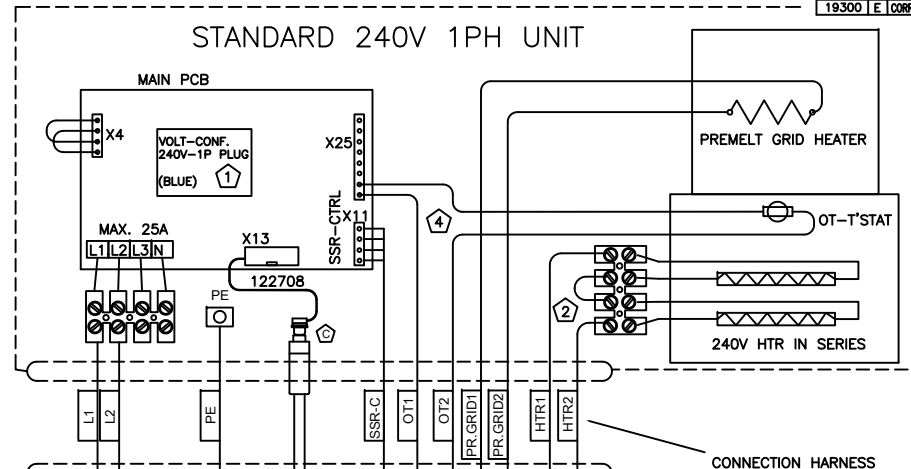 19300 E CORR
STANDARD 240V 1PH UNIT
MAIN PCB
X4
VOLT-CONF.
240V-1P PLUG
(BLUE) 1
X25
PREMELT GRID HEATER
SSR-CTRL
X11
4
OT-T'STAT
MAX. 25A
L1 L2 L3 N
X13
122708
PE
C
2
240V HTR IN SERIES
L1
L2
PE
SSR-C
OT1
OT2
PR.GRID1
PR.GRID2
HTR1
HTR2
CONNECTION HARNESS